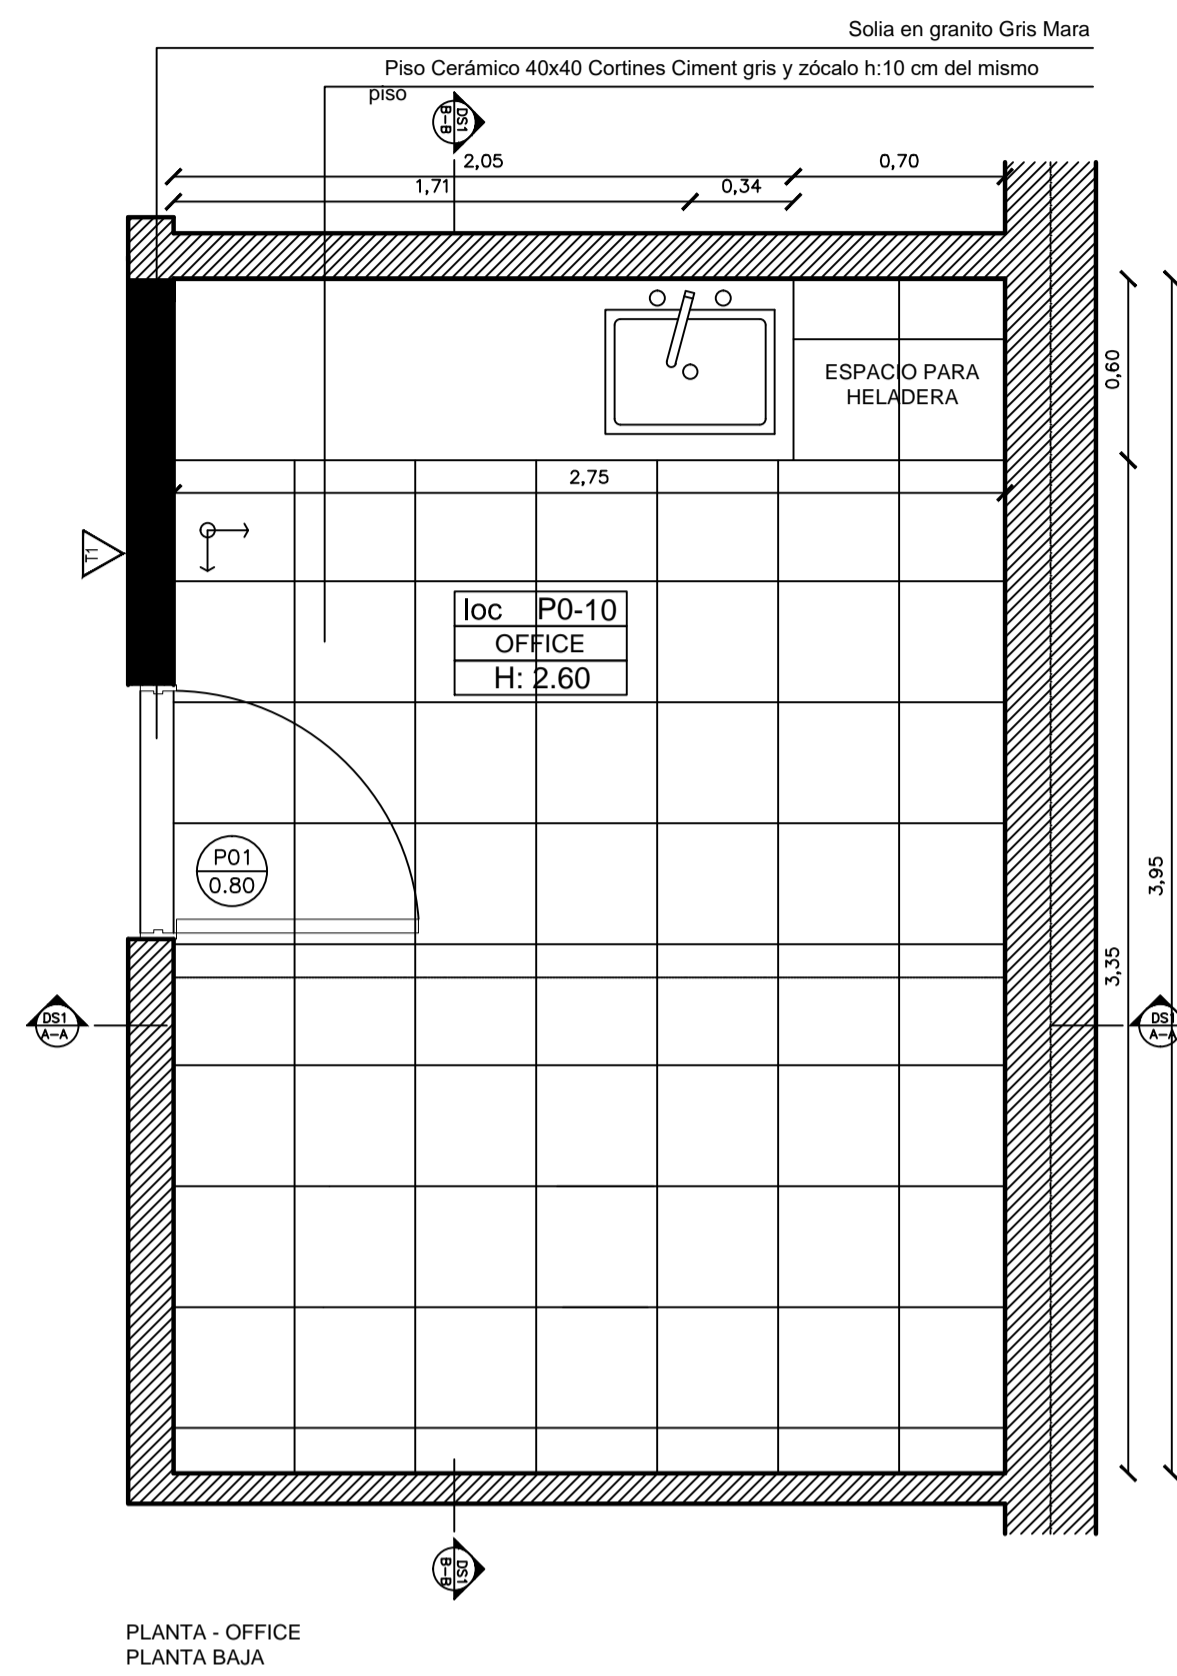 Solia en granito Gris Mara
Piso Cerámico 40x40 Cortines Ciment gris y zócalo h:10 cm del mismo
piso
DS1
B-B
2,05
0,70
1,71
0,34
0,60
ESPACIO PARA
HELADERA
2,75
T1
loc P0-10
OFFICE
H: 2.60
P01
0.80
3,95
3,35
DS1
A-A
DS1
A-A
DS1
B-B
PLANTA - OFFICE
PLANTA BAJA